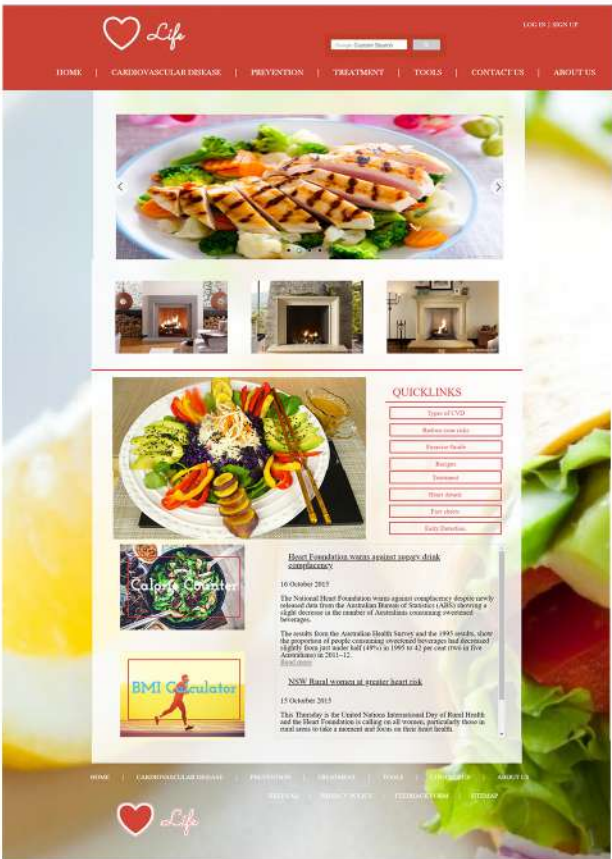 Life
LOG IN | SIGN UP
Google Custom Search
HOME | CARDIOVASCULAR DISEASE | PREVENTION | TREATMENT | TOOLS | CONTACT US | ABOUT US
QUICKLINKS
Types of CVD
Reduce your risks
Exercise Guide
Recipes
Treatment
Heart Attack
Fact sheets
Early Detection
Calorie Counter
Heart Foundation warns against sugary drink
complacency
16 October 2015
The National Heart Foundation warns against complacency despite newly
released data from the Australian Bureau of Statistics (ABS) showing a
slight decrease in the number of Australians consuming sweetened
beverages.
The results from the Australian Health Survey and the 1995 results, show
the proportion of people consuming sweetened beverages had decreased
slightly from just under half (49%) in 1995 to 42 per cent (two in five
Australians) in 2011-12.
Read more
BMI Calculator
NSW Rural women at greater heart risk
15 October 2015
This Thursday is the United Nations International Day of Rural Health
and the Heart Foundation is calling on all women, particularly those in
rural areas to take a moment and focus on their heart health.
HOME | CARDIOVASCULAR DISEASE | PREVENTION | TREATMENT | TOOLS | CONTACT US | ABOUT US
PRIVACY POLICY | FEEDBACK FORM | SITEMAP
Life